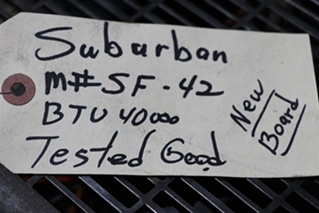 Suburban
M# SF-42
BTU 40000
Tested Good
New
Board